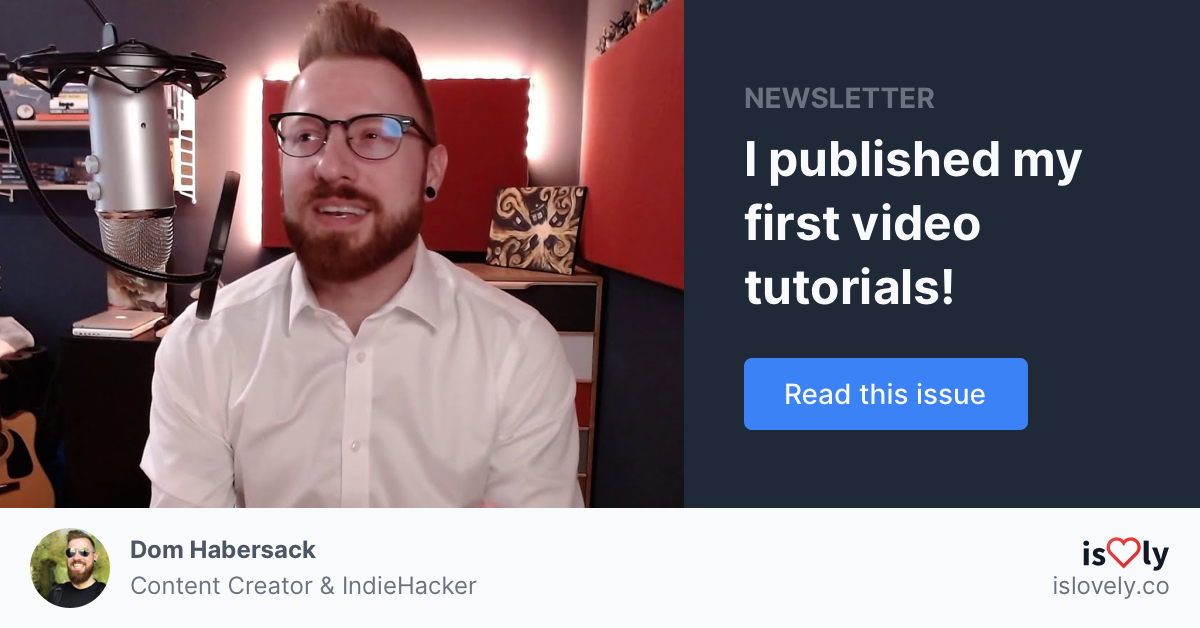 NEWSLETTER
I published my
first video
tutorials!
Read this issue
Dom Habersack
Content Creator & IndieHacker
is ly
islovely.co